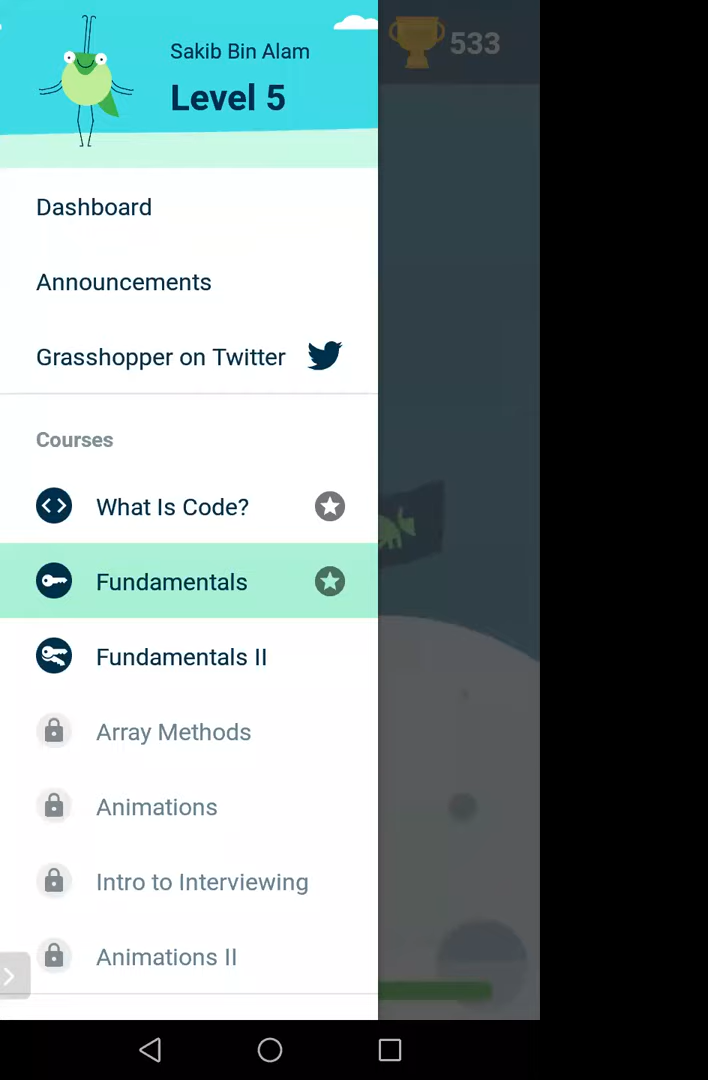 Sakib Bin Alam
Level 5
533
Dashboard
Announcements
Grasshopper on Twitter
Courses
What Is Code?
Fundamentals
Fundamentals II
Array Methods
Animations
Intro to Interviewing
Animations II